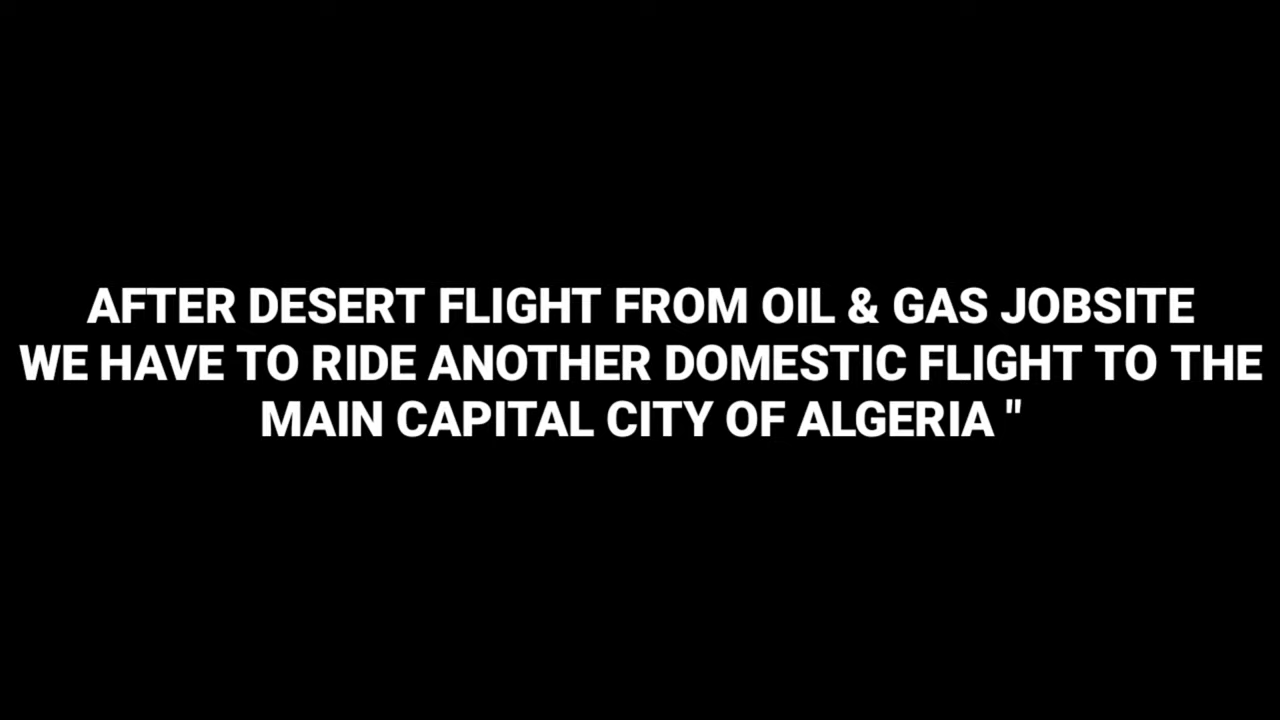 AFTER DESERT FLIGHT FROM OIL & GAS JOBSITE
WE HAVE TO RIDE ANOTHER DOMESTIC FLIGHT TO THE
MAIN CAPITAL CITY OF ALGERIA "